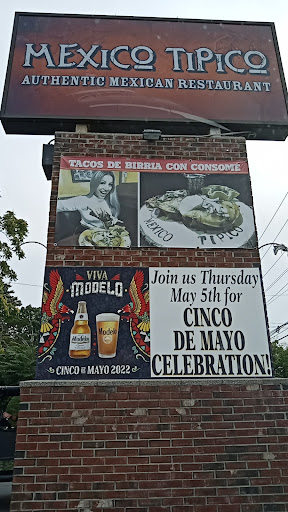 MEXICO TIPICO
AUTHENTIC MEXICAN RESTAURANT
TACOS DE BIRRIA CON CONSOME
MEXICO
TIPICO
VIVA
MODELO
Modelo
Modelo
CINCO DE MAYO 2022
Join us Thursday
May 5th for
CINCO
DE MAYO
CELEBRATION!